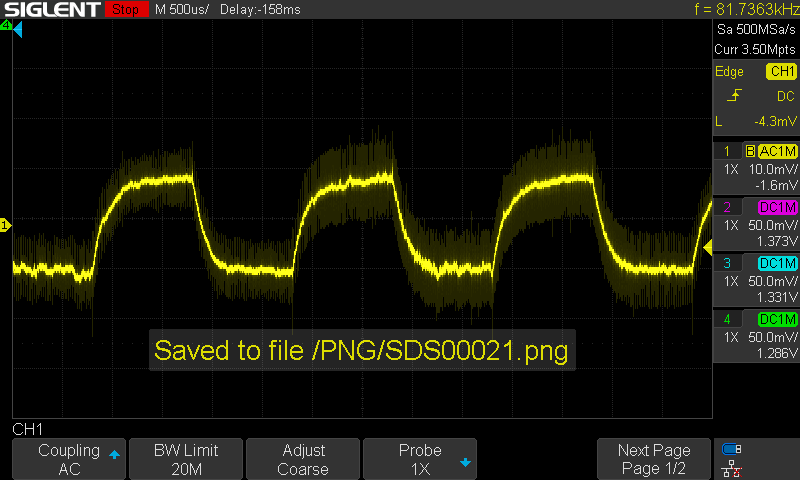 SIGLENT Stop M 500us/ Delay:-158ms f = 81.7363kHz
Sa 500MSa/s
Curr 3.50Mpts
Edge CH1
DC
L -4.3mV
1 B AC1M
1X 10.0mV/
-1.6mV
2 DC1M
1X 50.0mV/
1.373V
3 DC1M
1X 50.0mV/
1.331V
4 DC1M
1X 50.0mV/
1.286V
4
1
Saved to file /PNG/SDS00021.png
CH1
Coupling
AC
BW Limit
20M
Adjust
Coarse
Probe
1X
Next Page
Page 1/2